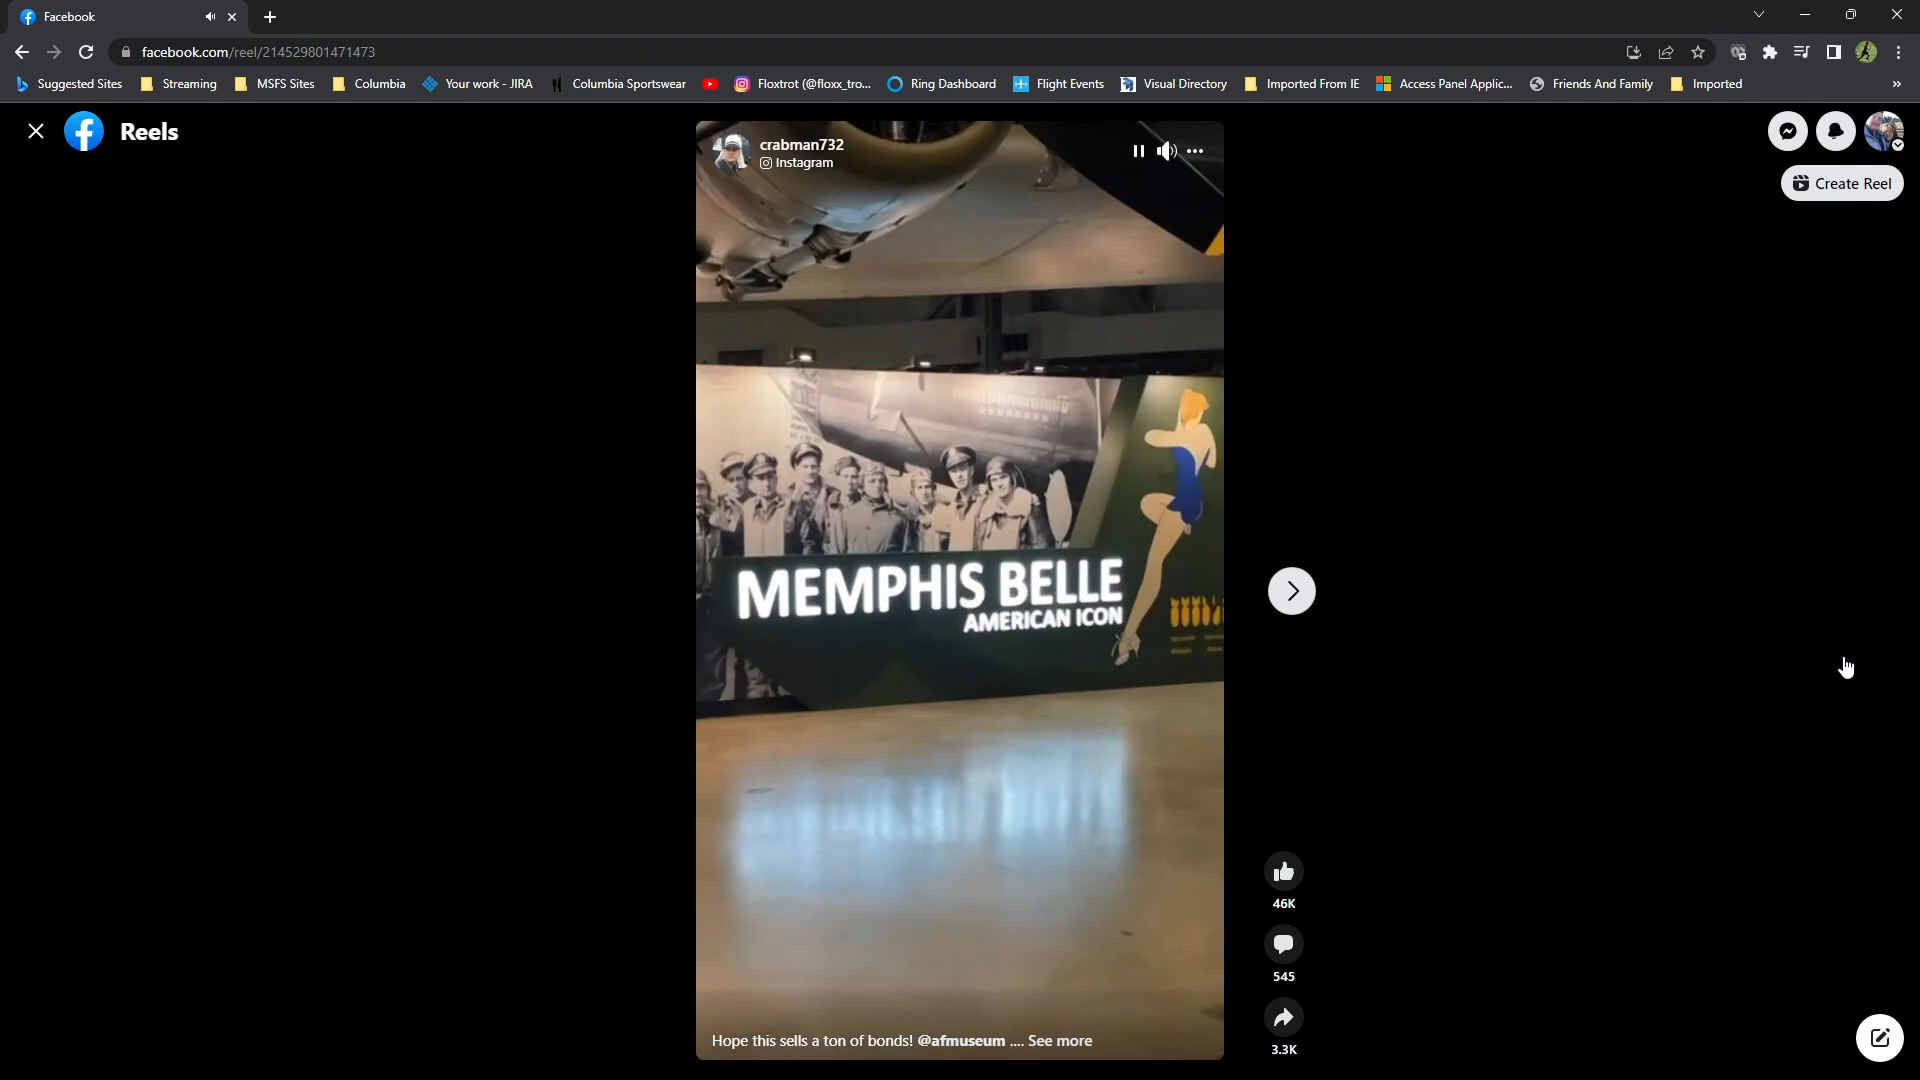 Facebook
facebook.com/reel/214529801471473
Suggested Sites
Streaming
MSFS Sites
Columbia
Your work - JIRA
Columbia Sportswear
Floxtrot (@floxx_tro...
Ring Dashboard
Flight Events
Visual Directory
Imported From IE
Access Panel Applic...
Friends And Family
Imported
»
Reels
Create Reel
crabman732
Instagram
MEMPHIS BELLE
AMERICAN ICON
46K
545
3.3K
Hope this sells a ton of bonds! @afmuseum .... See more